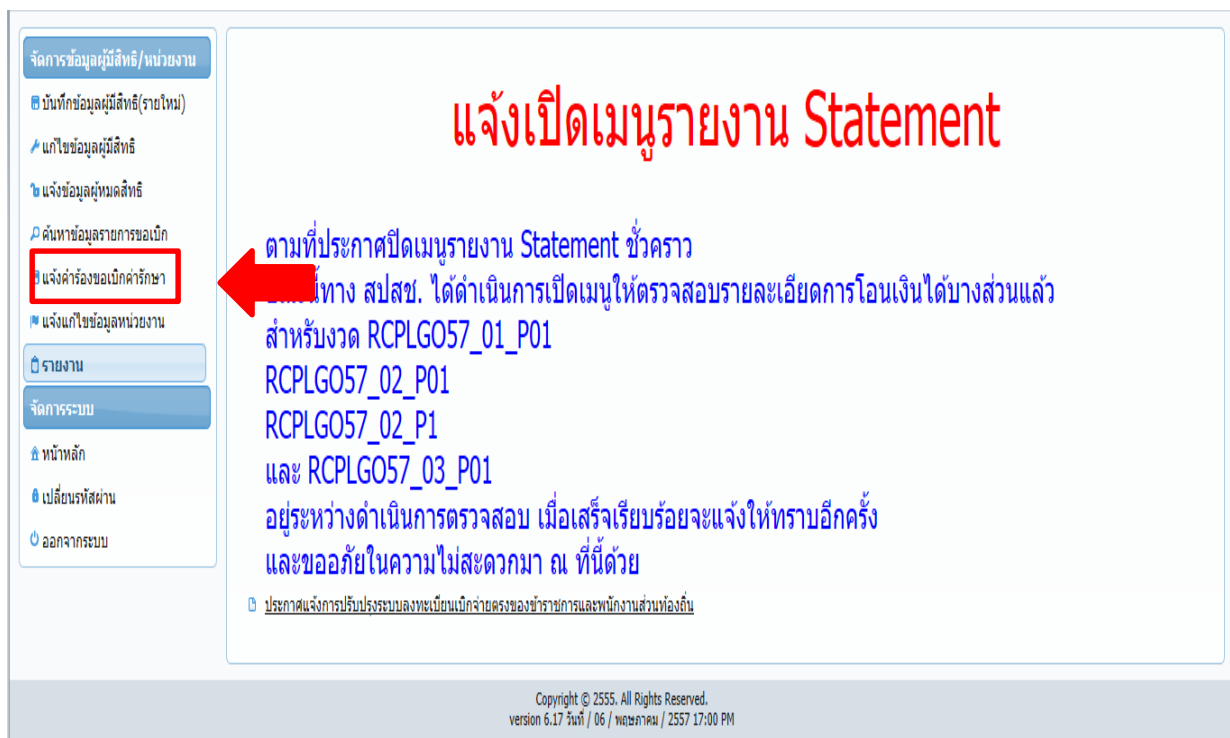 จัดการข้อมูลผู้มีสิทธิ/หน่วยงาน
บันทึกข้อมูลผู้มีสิทธิ(รายใหม่)
แก้ไขข้อมูลผู้มีสิทธิ
แจ้งข้อมูลผู้หมดสิทธิ
ค้นหาข้อมูลรายการขอเบิก
แจ้งคำร้องขอเบิกค่ารักษา
แจ้งแก้ไขข้อมูลหน่วยงาน
รายงาน
จัดการระบบ
หน้าหลัก
เปลี่ยนรหัสผ่าน
ออกจากระบบ
แจ้งเปิดเมนูรายงาน Statement
ตามที่ประกาศปิดเมนูรายงาน Statement ชั่วคราว
สปสช. ได้ดำเนินการเปิดเมนูให้ตรวจสอบรายละเอียดการโอนเงินได้บางส่วนแล้ว
สำหรับงวด RCPLGO57_01_P01
RCPLGO57_02_P01
RCPLGO57_02_P1
และ RCPLGO57_03_P01
อยู่ระหว่างดำเนินการตรวจสอบ เมื่อเสร็จเรียบร้อยจะแจ้งให้ทราบอีกครั้ง
และขออภัยในความไม่สะดวกมา ณ ที่นี้ด้วย
ประกาศแจ้งการปรับปรุงระบบลงทะเบียนเบิกจ่ายตรงของข้าราชการและพนักงานส่วนท้องถิ่น
Copyright © 2555. All Rights Reserved.
version 6.17 วันที่ / 06 / พฤษภาคม / 2557 17:00 PM